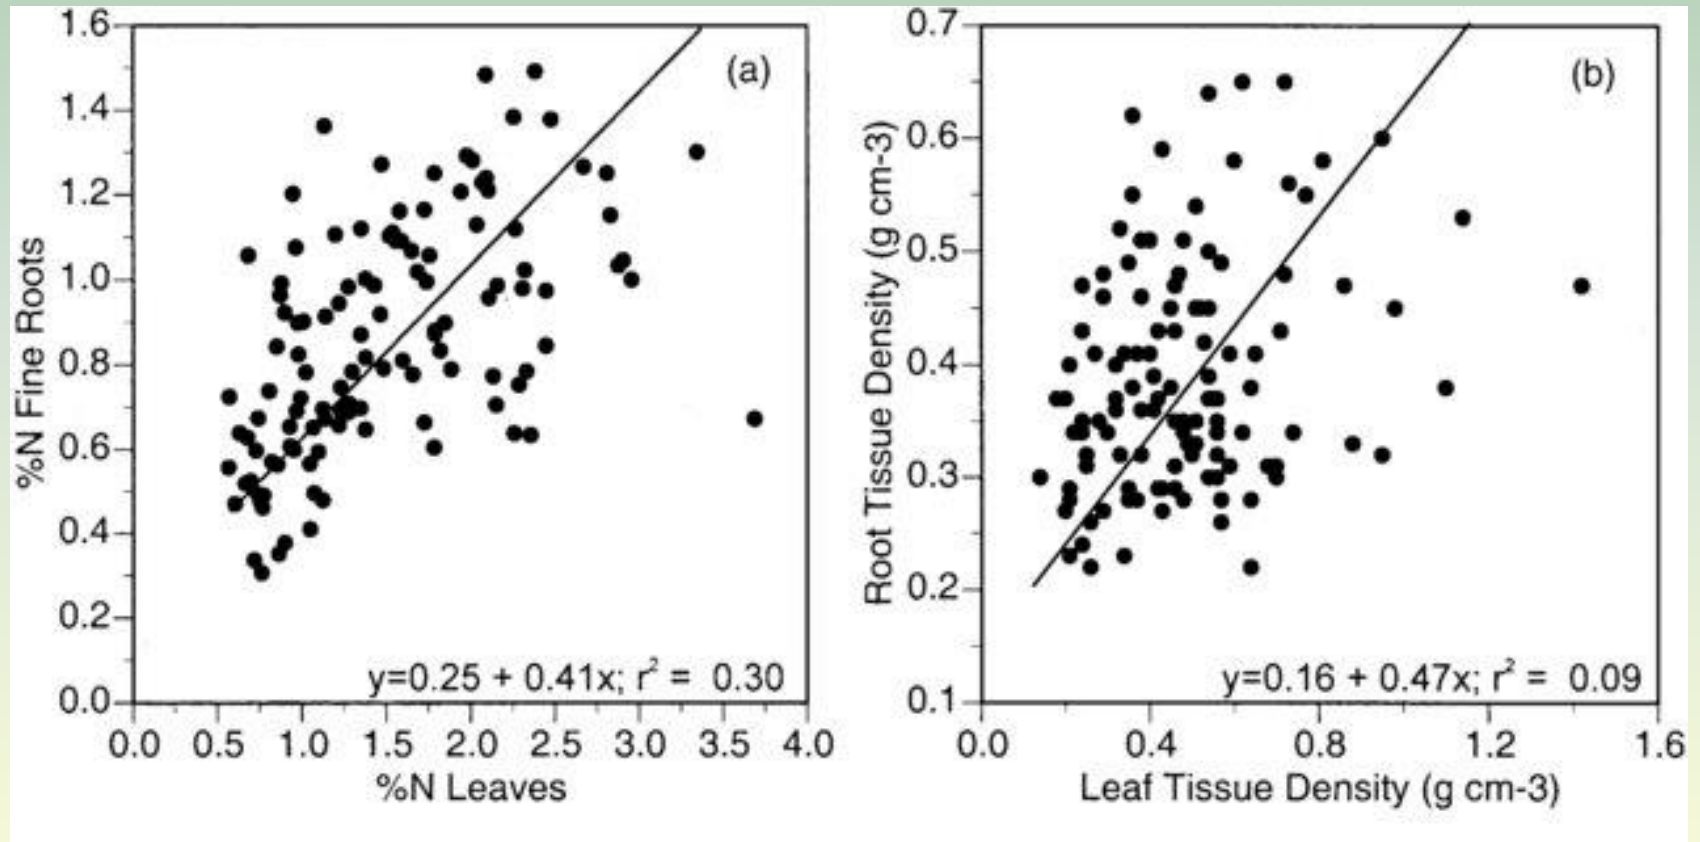 (a)
%N Fine Roots
1.6
1.4
1.2
1.0
0.8
0.6
0.4
0.2
0.0
y=0.25 + 0.41x; r² = 0.30
0.0 0.5 1.0 1.5 2.0 2.5 3.0 3.5 4.0
%N Leaves
(b)
Root Tissue Density (g cm-3)
0.7
0.6
0.5
0.4
0.3
0.2
0.1
y=0.16 + 0.47x; r² = 0.09
0.0 0.4 0.8 1.2 1.6
Leaf Tissue Density (g cm-3)